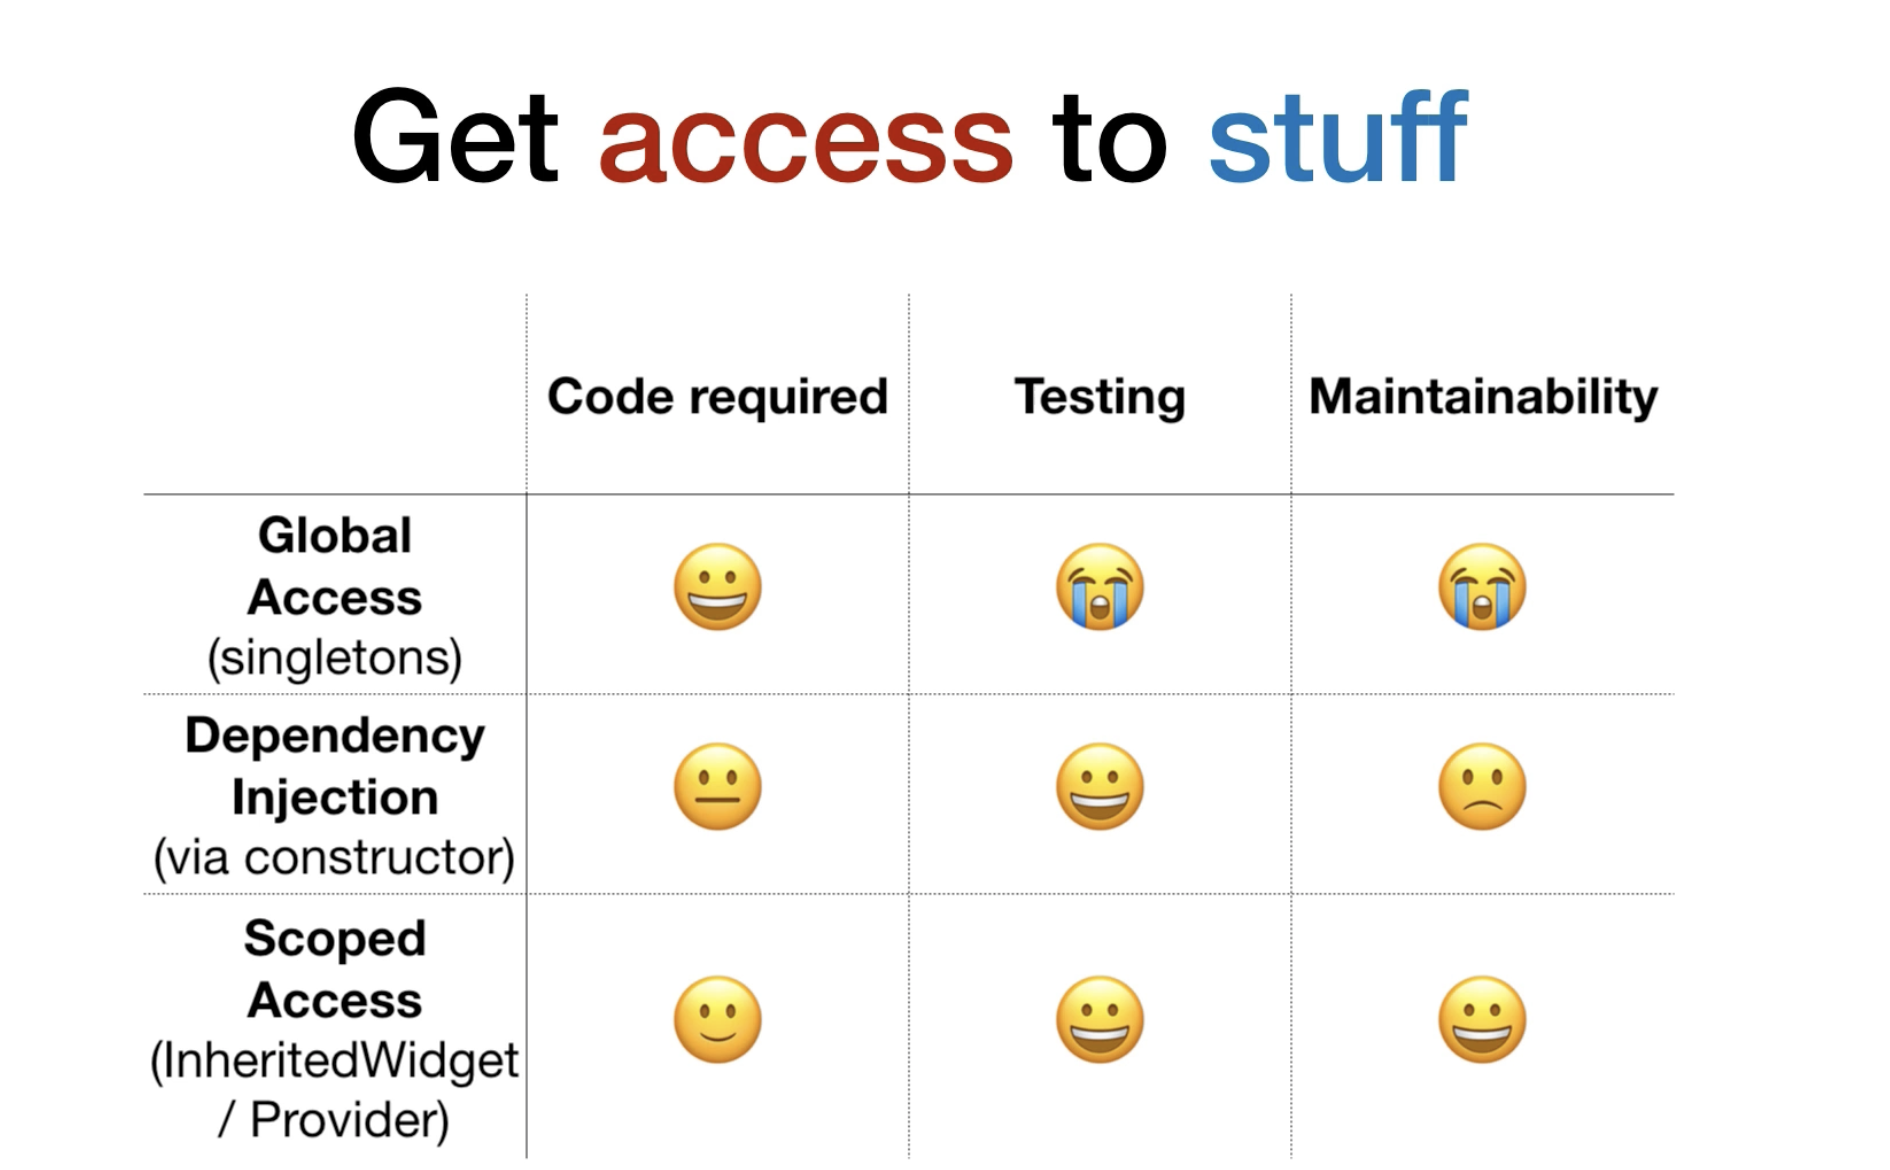 Get access to stuff
Code required
Testing
Maintainability
Global
Access
(singletons)
Dependency
Injection
(via constructor)
Scoped
Access
(InheritedWidget
/ Provider)